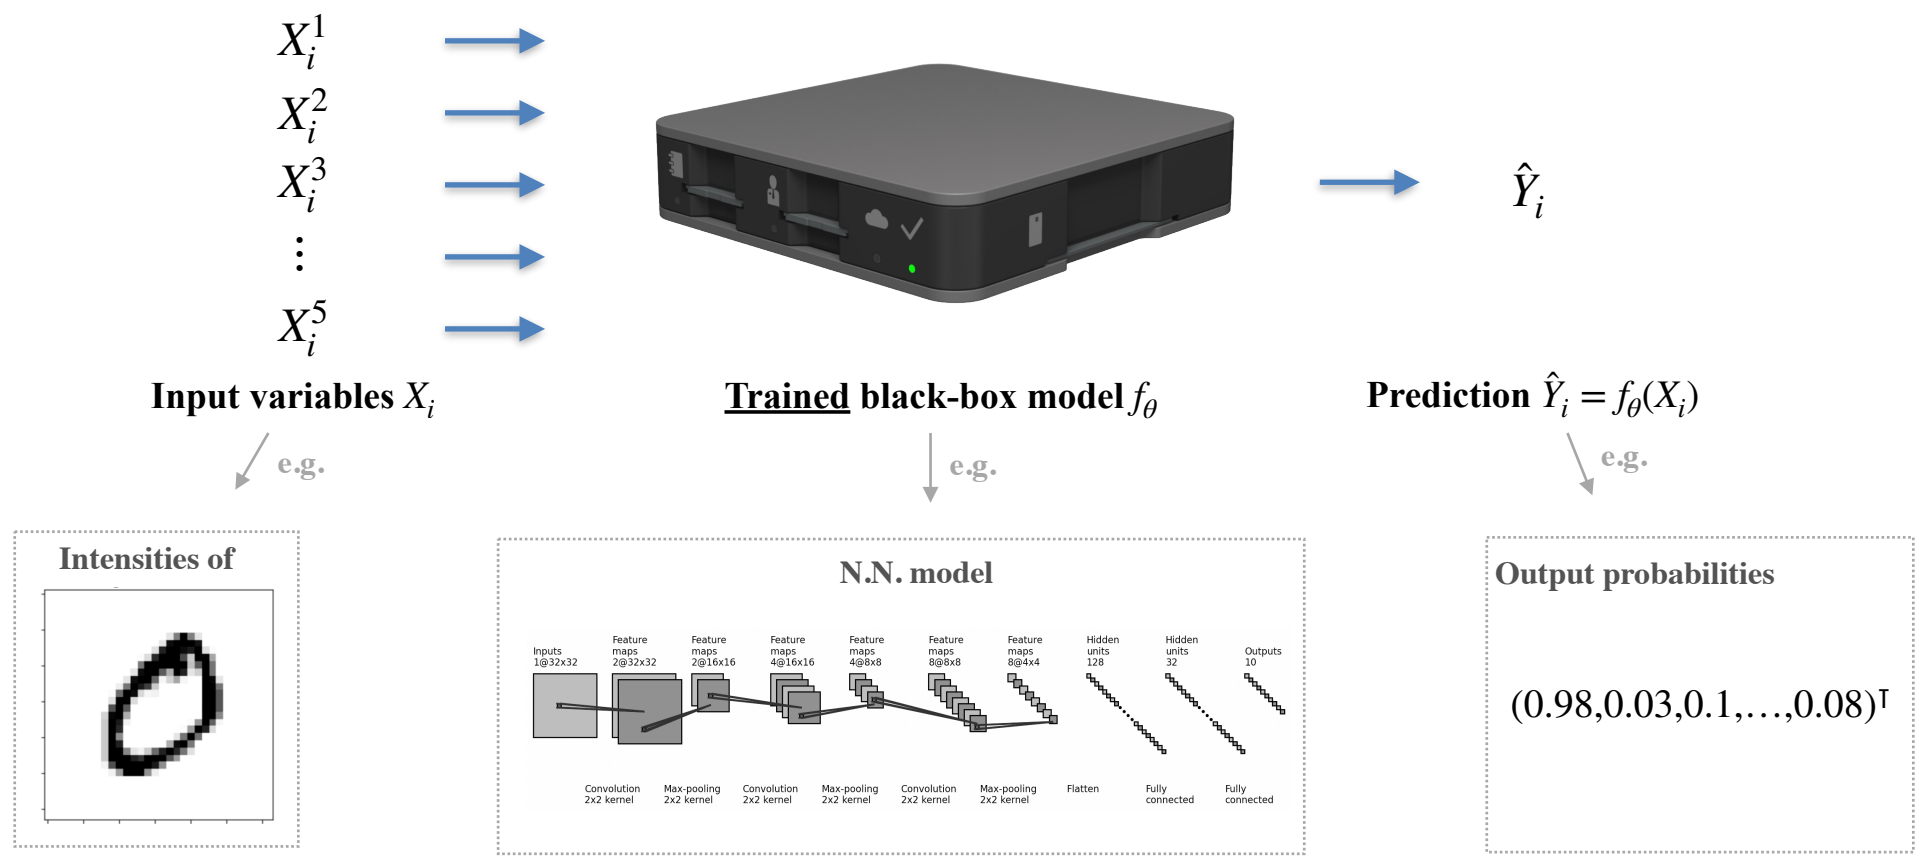 X_i^1
X_i^2
X_i^3
⋮
X_i^5
Ŷ_i
Input variables X_i
Trained black-box model f_θ
Prediction Ŷ_i = f_θ(X_i)
e.g.
e.g.
e.g.
Intensities of
N.N. model
Inputs
1@32x32
Feature
maps
2@32x32
Feature
maps
2@16x16
Feature
maps
4@16x16
Feature
maps
4@8x8
Feature
maps
8@8x8
Feature
maps
8@4x4
Hidden
units
128
Hidden
units
32
Outputs
10
Convolution
2x2 kernel
Max-pooling
2x2 kernel
Convolution
2x2 kernel
Max-pooling
2x2 kernel
Convolution
2x2 kernel
Max-pooling
2x2 kernel
Flatten
Fully
connected
Fully
connected
Output probabilities
(0.98,0.03,0.1,…,0.08)⊺